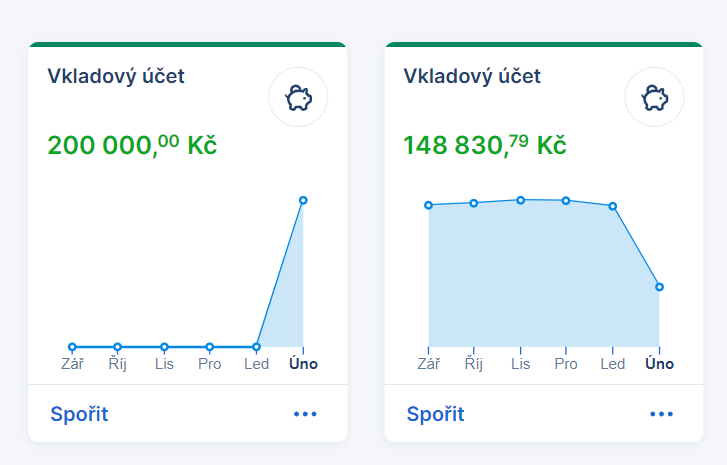 Vkladový účet
200 000,00 Kč
Zář Říj Lis Pro Led Úno
Spořit
Vkladový účet
148 830,79 Kč
Zář Říj Lis Pro Led Úno
Spořit